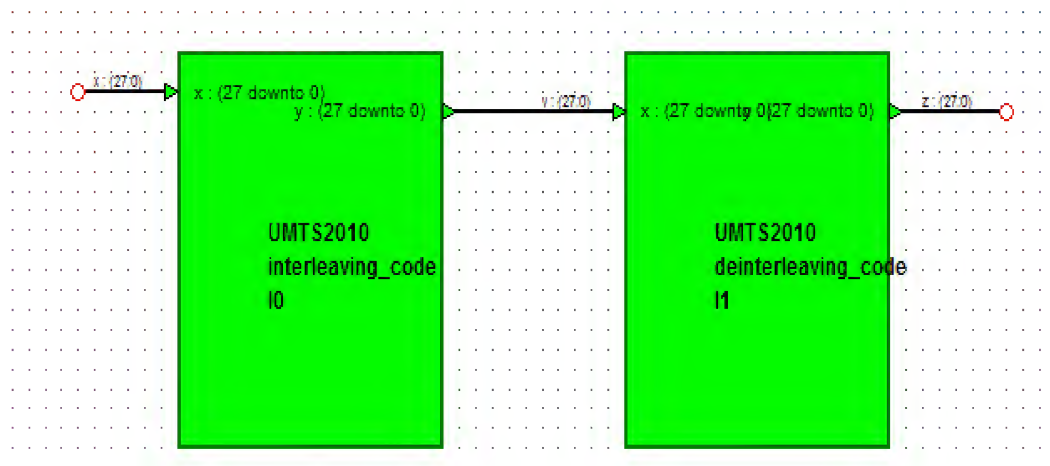 x : (27:0)
x : (27 downto 0)
y : (27 downto 0)
UMTS2010
interleaving_code
I0
y : (27:0)
x : (27 downto 0)
y : (27 downto 0)
UMTS2010
deinterleaving_code
I1
z : (27:0)